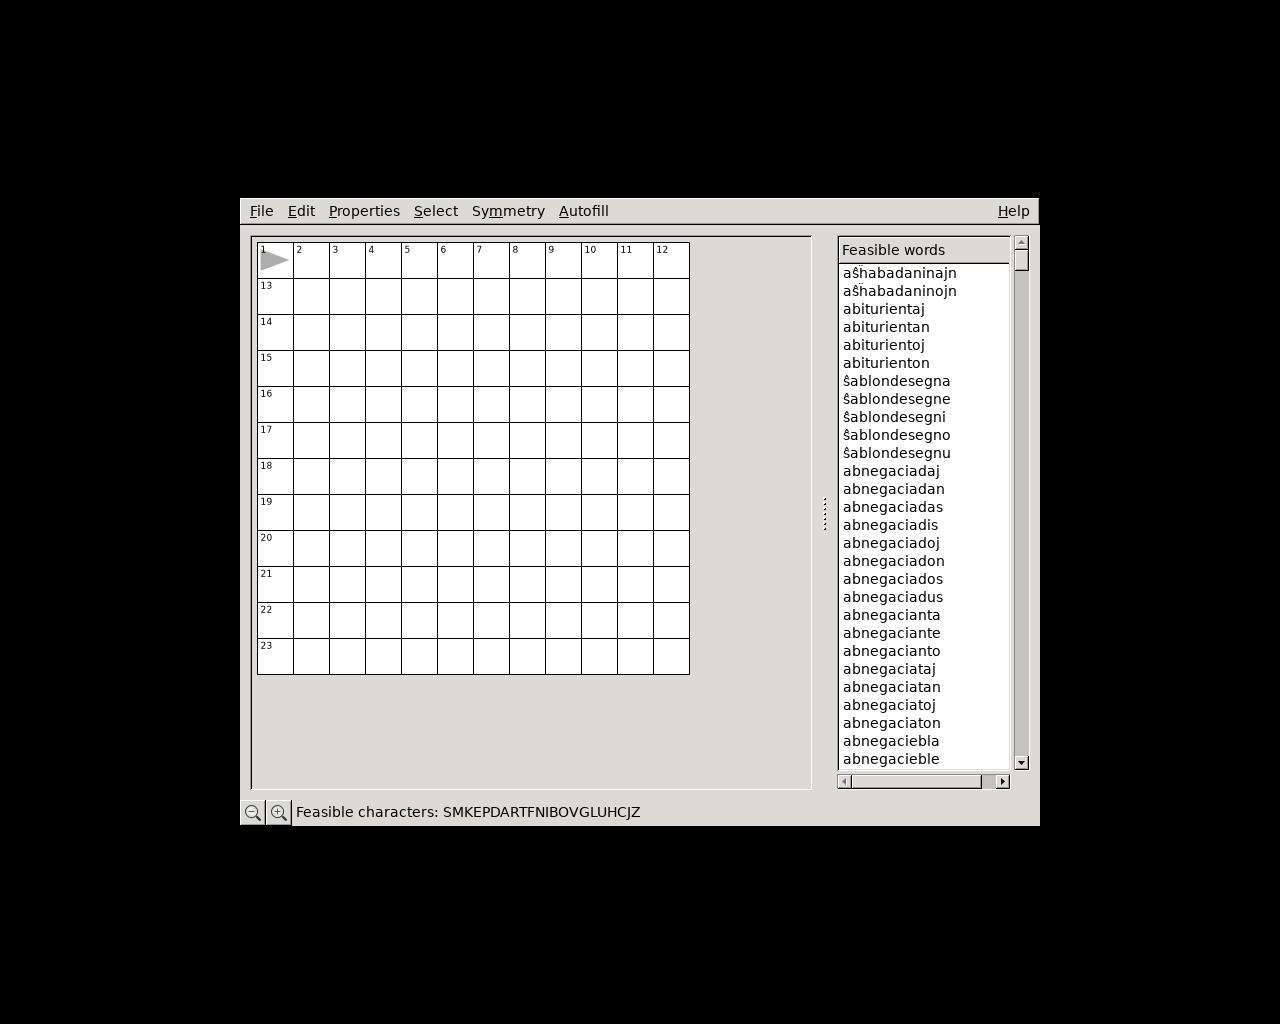 File Edit Properties Select Symmetry Autofill Help
1 2 3 4 5 6 7 8 9 10 11 12
13
14
15
16
17
18
19
20
21
22
23
Feasible words
aŝĥabadaninajn
aŝĥabadaninojn
abiturientaj
abiturientan
abiturientoj
abiturienton
ŝablondesegna
ŝablondesegne
ŝablondesegni
ŝablondesegno
ŝablondesegnu
abnegaciadaj
abnegaciadan
abnegaciadas
abnegaciadis
abnegaciadoj
abnegaciadon
abnegaciados
abnegaciadus
abnegacianta
abnegaciante
abnegacianto
abnegaciataj
abnegaciatan
abnegaciatoj
abnegaciaton
abnegaciebla
abnegacieble
Feasible characters: SMKEPDARTFNIBOVGLUHCJZ